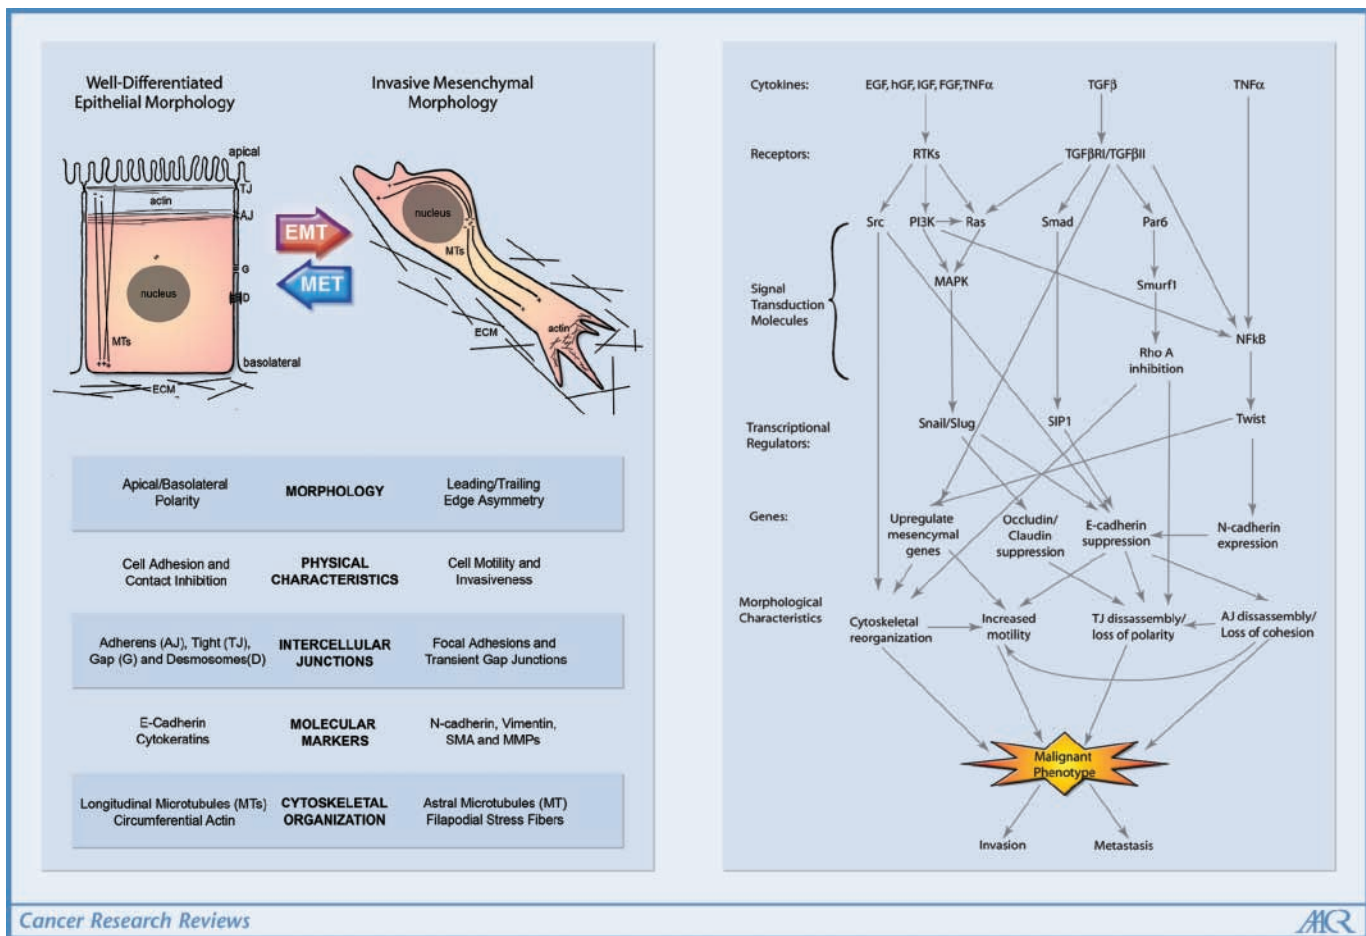 Well-Differentiated
Epithelial Morphology
Invasive Mesenchymal
Morphology
apical
TJ
actin
AJ
G
nucleus
D
MTs
basolateral
ECM
EMT
MET
nucleus
MTs
ECM
actin
Apical/Basolateral
Polarity
MORPHOLOGY
Leading/Trailing
Edge Asymmetry
Cell Adhesion and
Contact Inhibition
PHYSICAL
CHARACTERISTICS
Cell Motility and
Invasiveness
Adherens (AJ), Tight (TJ),
Gap (G) and Desmosomes(D)
INTERCELLULAR
JUNCTIONS
Focal Adhesions and
Transient Gap Junctions
E-Cadherin
Cytokeratins
MOLECULAR
MARKERS
N-cadherin, Vimentin,
SMA and MMPs
Longitudinal Microtubules (MTs)
Circumferential Actin
CYTOSKELETAL
ORGANIZATION
Astral Microtubules (MT)
Filapodial Stress Fibers
Cytokines:
EGF, hGF, IGF, FGF,TNFα
TGFβ
TNFα
Receptors:
RTKs
TGFβRI/TGFβII
Src
PI3K
Ras
Smad
Par6
Signal
Transduction
Molecules
MAPK
Smurf1
NFkB
Rho A
inhibition
Transcriptional
Regulators:
Snail/Slug
SIP1
Twist
Genes:
Upregulate
mesencymal
genes
Occludin/
Claudin
suppression
E-cadherin
suppression
N-cadherin
expression
Morphological
Characteristics
Cytoskeletal
reorganization
Increased
motility
TJ disassembly/
loss of polarity
AJ disassembly/
Loss of cohesion
Malignant
Phenotype
Invasion
Metastasis
Cancer Research Reviews
AACR